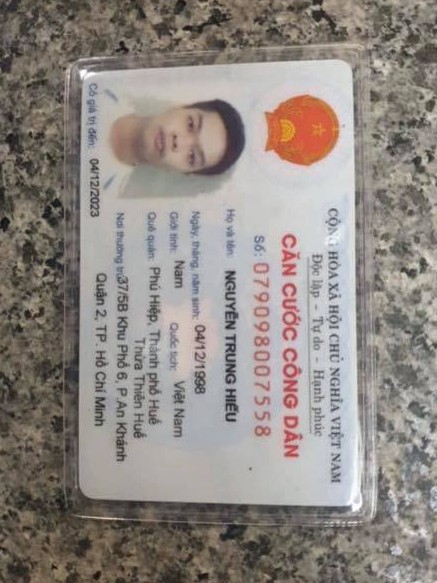 CỘNG HÒA XÃ HỘI CHỦ NGHĨA VIỆT NAM
Độc lập - Tự do - Hạnh phúc
CĂN CƯỚC CÔNG DÂN
Số: 079098007558
Họ và tên: NGUYỄN TRUNG HIẾU
Ngày, tháng, năm sinh: 04/12/1998
Giới tính: Nam Quốc tịch: Việt Nam
Quê quán: Phú Hiệp, Thành phố Huế
Thừa Thiên Huế
Nơi thường trú: 37/5B Khu Phố 6, P.An Khánh
Quận 2, TP. Hồ Chí Minh
Có giá trị đến: 04/12/2023